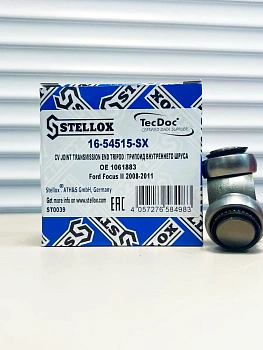 STELLOX
TecDoc
CERTIFIED DATA SUPPLIER
16-54515-SX
CV JOINT TRANSMISSION END TRIPOD / ТРИПОИД ВНУТРЕННЕГО ШРУСА
OE 1061883
Ford Focus II 2008-2011
Stellox® ATH&S GmbH, Germany
Get more info on www.stellox.com
ST0039
EAC
4 057276 584983